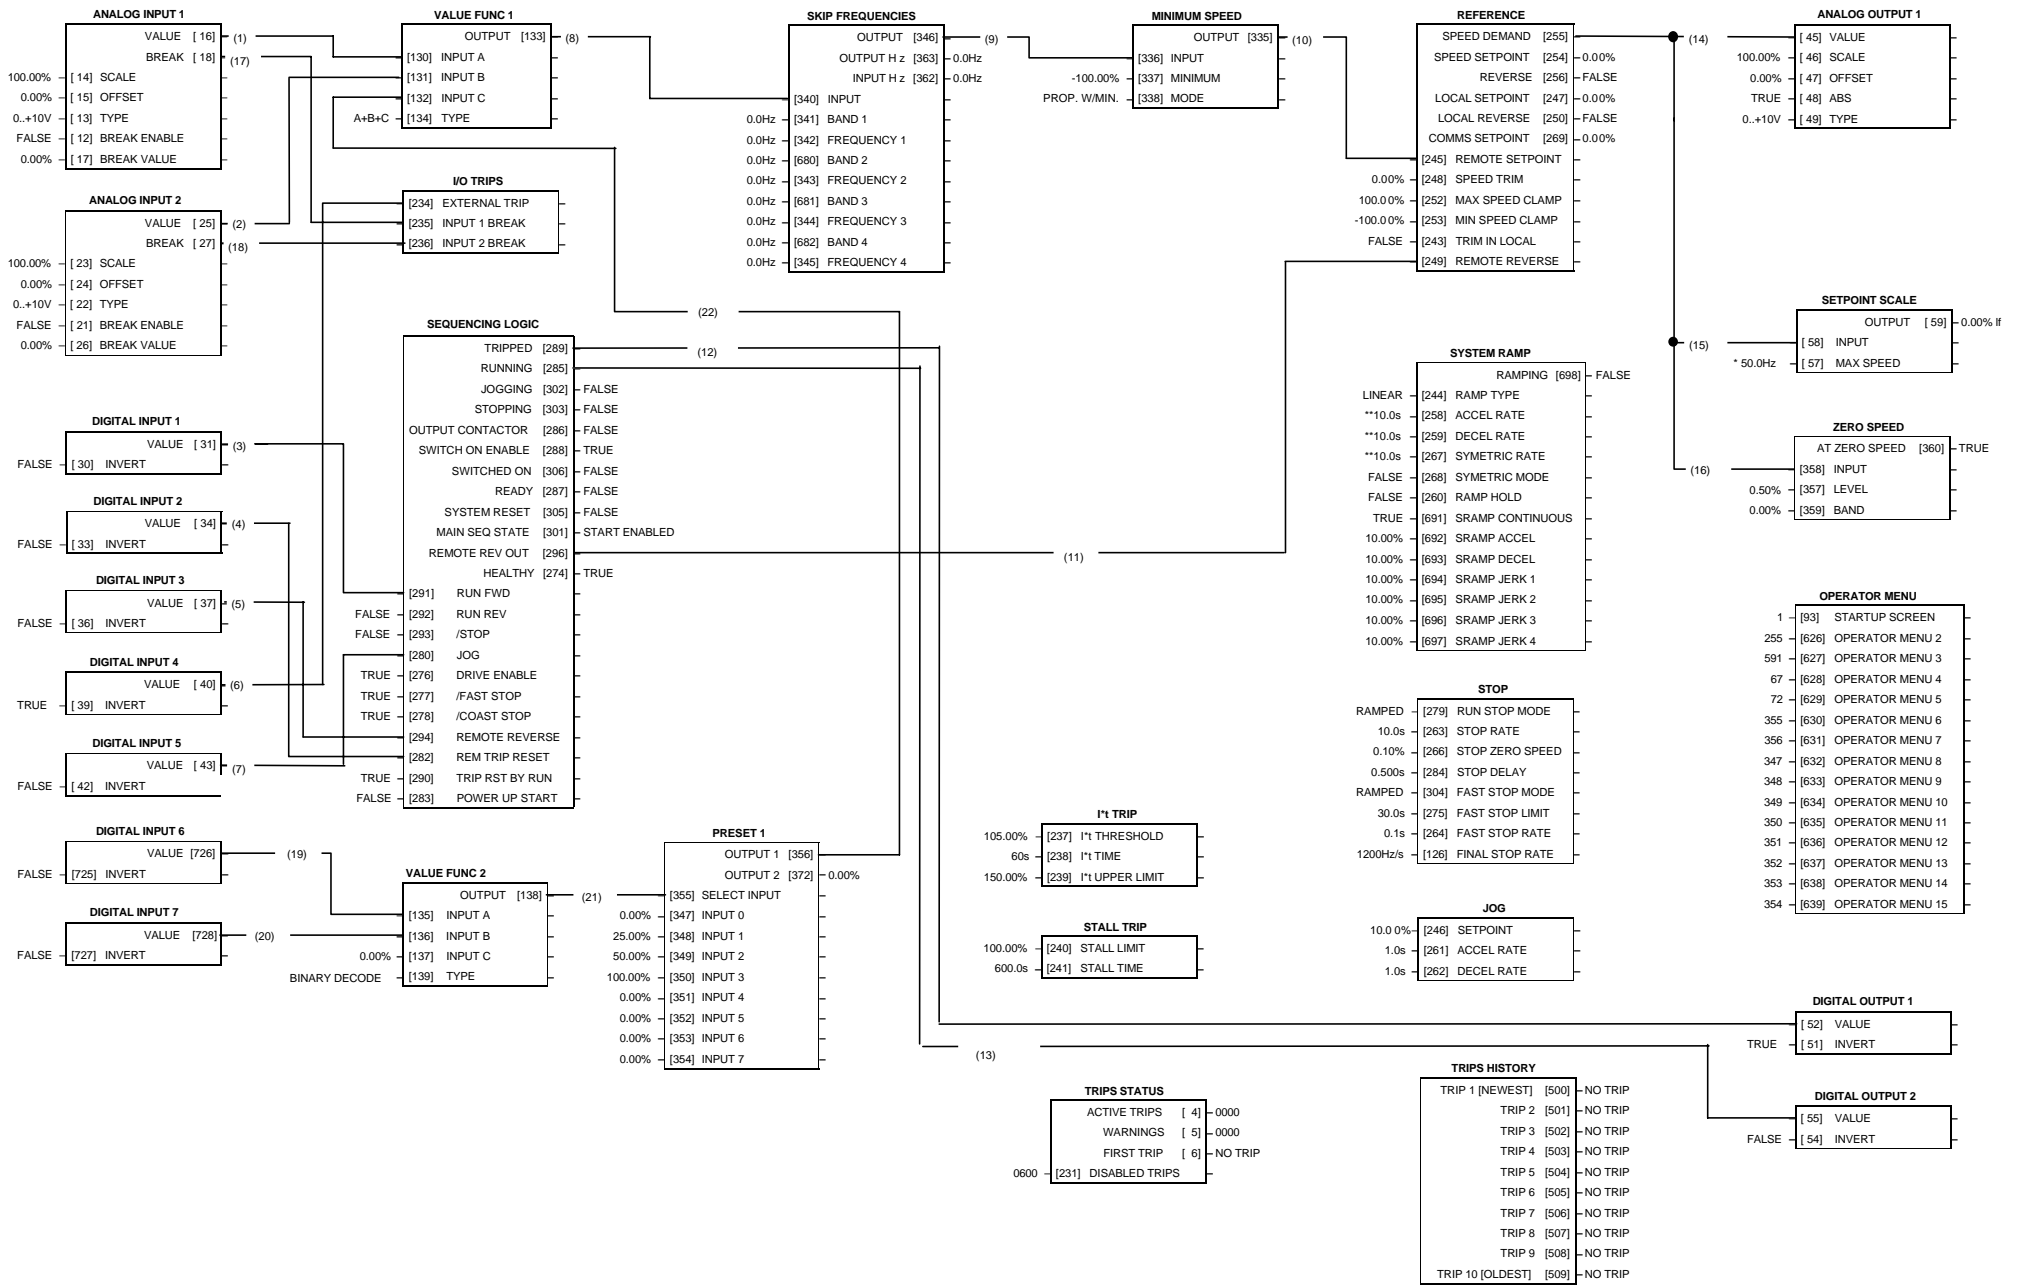 ANALOG INPUT 1
VALUE [ 16] (1)
BREAK [ 18] (17)
100.00% [ 14] SCALE
0.00% [ 15] OFFSET
0..+10V [ 13] TYPE
FALSE [ 12] BREAK ENABLE
0.00% [ 17] BREAK VALUE
ANALOG INPUT 2
VALUE [ 25] (2)
BREAK [ 27] (18)
100.00% [ 23] SCALE
0.00% [ 24] OFFSET
0..+10V [ 22] TYPE
FALSE [ 21] BREAK ENABLE
0.00% [ 26] BREAK VALUE
DIGITAL INPUT 1
VALUE [ 31] (3)
FALSE [ 30] INVERT
DIGITAL INPUT 2
VALUE [ 34] (4)
FALSE [ 33] INVERT
DIGITAL INPUT 3
VALUE [ 37] (5)
FALSE [ 36] INVERT
DIGITAL INPUT 4
VALUE [ 40] (6)
TRUE [ 39] INVERT
DIGITAL INPUT 5
VALUE [ 43] (7)
FALSE [ 42] INVERT
DIGITAL INPUT 6
VALUE [726] (19)
FALSE [725] INVERT
DIGITAL INPUT 7
VALUE [728] (20)
FALSE [727] INVERT
VALUE FUNC 1
OUTPUT [133] (8)
[130] INPUT A
[131] INPUT B
[132] INPUT C
A+B+C [134] TYPE
I/O TRIPS
[234] EXTERNAL TRIP
[235] INPUT 1 BREAK
[236] INPUT 2 BREAK
(22)
SEQUENCING LOGIC
TRIPPED [289] (12)
RUNNING [285]
JOGGING [302] FALSE
STOPPING [303] FALSE
OUTPUT CONTACTOR [286] FALSE
SWITCH ON ENABLE [288] TRUE
SWITCHED ON [306] FALSE
READY [287] FALSE
SYSTEM RESET [305] FALSE
MAIN SEQ STATE [301] START ENABLED
REMOTE REV OUT [296] (11)
HEALTHY [274] TRUE
[291] RUN FWD
FALSE [292] RUN REV
FALSE [293] /STOP
[280] JOG
TRUE [276] DRIVE ENABLE
TRUE [277] /FAST STOP
TRUE [278] /COAST STOP
[294] REMOTE REVERSE
[282] REM TRIP RESET
TRUE [290] TRIP RST BY RUN
FALSE [283] POWER UP START
VALUE FUNC 2
OUTPUT [138] (21)
[135] INPUT A
[136] INPUT B
0.00% [137] INPUT C
BINARY DECODE [139] TYPE
PRESET 1
OUTPUT 1 [356]
OUTPUT 2 [372] 0.00%
[355] SELECT INPUT
0.00% [347] INPUT 0
25.00% [348] INPUT 1
50.00% [349] INPUT 2
100.00% [350] INPUT 3
0.00% [351] INPUT 4
0.00% [352] INPUT 5
0.00% [353] INPUT 6
0.00% [354] INPUT 7
SKIP FREQUENCIES
OUTPUT [346] (9)
OUTPUT H z [363] 0.0Hz
INPUT H z [362] 0.0Hz
[340] INPUT
0.0Hz [341] BAND 1
0.0Hz [342] FREQUENCY 1
0.0Hz [680] BAND 2
0.0Hz [343] FREQUENCY 2
0.0Hz [681] BAND 3
0.0Hz [344] FREQUENCY 3
0.0Hz [682] BAND 4
0.0Hz [345] FREQUENCY 4
MINIMUM SPEED
OUTPUT [335] (10)
[336] INPUT
-100.00% [337] MINIMUM
PROP. W/MIN. [338] MODE
I*t TRIP
105.00% [237] I*t THRESHOLD
60s [238] I*t TIME
150.00% [239] I*t UPPER LIMIT
STALL TRIP
100.00% [240] STALL LIMIT
600.0s [241] STALL TIME
(13)
TRIPS STATUS
ACTIVE TRIPS [ 4] 0000
WARNINGS [ 5] 0000
FIRST TRIP [ 6] NO TRIP
0600 [231] DISABLED TRIPS
REFERENCE
SPEED DEMAND [255]
SPEED SETPOINT [254] 0.00%
REVERSE [256] FALSE
LOCAL SETPOINT [247] 0.00%
LOCAL REVERSE [250] FALSE
COMMS SETPOINT [269] 0.00%
[245] REMOTE SETPOINT
0.00% [248] SPEED TRIM
100.00% [252] MAX SPEED CLAMP
-100.00% [253] MIN SPEED CLAMP
FALSE [243] TRIM IN LOCAL
[249] REMOTE REVERSE
SYSTEM RAMP
RAMPING [698] FALSE
LINEAR [244] RAMP TYPE
**10.0s [258] ACCEL RATE
**10.0s [259] DECEL RATE
**10.0s [267] SYMETRIC RATE
FALSE [268] SYMETRIC MODE
FALSE [260] RAMP HOLD
TRUE [691] SRAMP CONTINUOUS
10.00% [692] SRAMP ACCEL
10.00% [693] SRAMP DECEL
10.00% [694] SRAMP JERK 1
10.00% [695] SRAMP JERK 2
10.00% [696] SRAMP JERK 3
10.00% [697] SRAMP JERK 4
STOP
RAMPED [279] RUN STOP MODE
10.0s [263] STOP RATE
0.10% [266] STOP ZERO SPEED
0.500s [284] STOP DELAY
RAMPED [304] FAST STOP MODE
30.0s [275] FAST STOP LIMIT
0.1s [264] FAST STOP RATE
1200Hz/s [126] FINAL STOP RATE
JOG
10.0 0% [246] SETPOINT
1.0s [261] ACCEL RATE
1.0s [262] DECEL RATE
TRIPS HISTORY
TRIP 1 [NEWEST] [500] NO TRIP
TRIP 2 [501] NO TRIP
TRIP 3 [502] NO TRIP
TRIP 4 [503] NO TRIP
TRIP 5 [504] NO TRIP
TRIP 6 [505] NO TRIP
TRIP 7 [506] NO TRIP
TRIP 8 [507] NO TRIP
TRIP 9 [508] NO TRIP
TRIP 10 [OLDEST] [509] NO TRIP
ANALOG OUTPUT 1
(14) [ 45] VALUE
100.00% [ 46] SCALE
0.00% [ 47] OFFSET
TRUE [ 48] ABS
0..+10V [ 49] TYPE
SETPOINT SCALE
OUTPUT [ 59] 0.00% lf
(15) [ 58] INPUT
* 50.0Hz [ 57] MAX SPEED
ZERO SPEED
AT ZERO SPEED [360] TRUE
(16) [358] INPUT
0.50% [357] LEVEL
0.00% [359] BAND
OPERATOR MENU
1 [93] STARTUP SCREEN
255 [626] OPERATOR MENU 2
591 [627] OPERATOR MENU 3
67 [628] OPERATOR MENU 4
72 [629] OPERATOR MENU 5
355 [630] OPERATOR MENU 6
356 [631] OPERATOR MENU 7
347 [632] OPERATOR MENU 8
348 [633] OPERATOR MENU 9
349 [634] OPERATOR MENU 10
350 [635] OPERATOR MENU 11
351 [636] OPERATOR MENU 12
352 [637] OPERATOR MENU 13
353 [638] OPERATOR MENU 14
354 [639] OPERATOR MENU 15
DIGITAL OUTPUT 1
[ 52] VALUE
TRUE [ 51] INVERT
DIGITAL OUTPUT 2
[ 55] VALUE
FALSE [ 54] INVERT